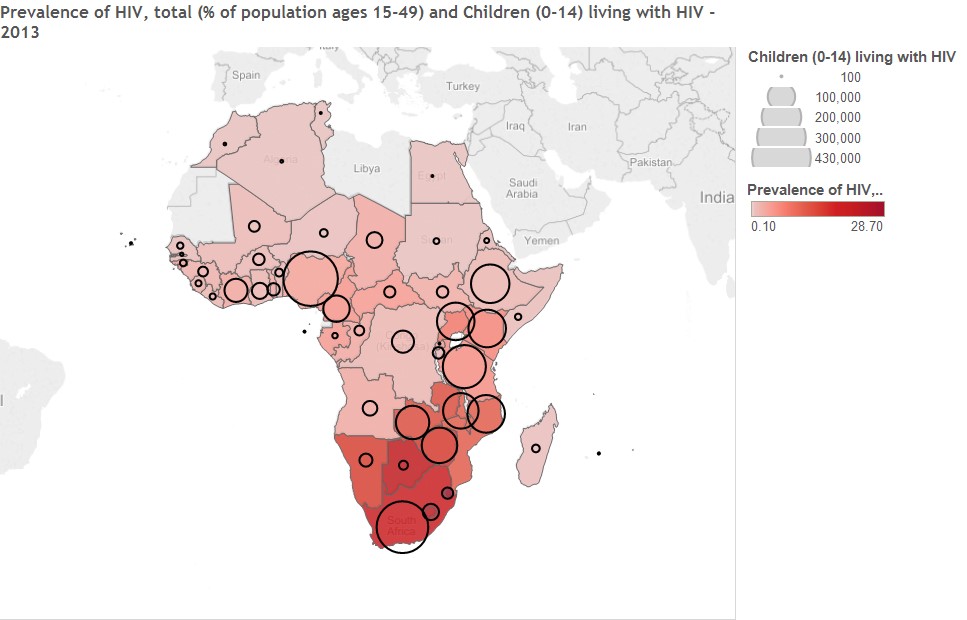 Prevalence of HIV, total (% of population ages 15-49) and Children (0-14) living with HIV -
2013
Italy
Spain
Turkey
Iraq
Iran
Pakistan
India
Libya
Algeria
Egypt
Saudi
Arabia
Yemen
Sudan
South
Africa
Children (0-14) living with HIV
100
100,000
200,000
300,000
430,000
Prevalence of HIV,..
0.10
28.70